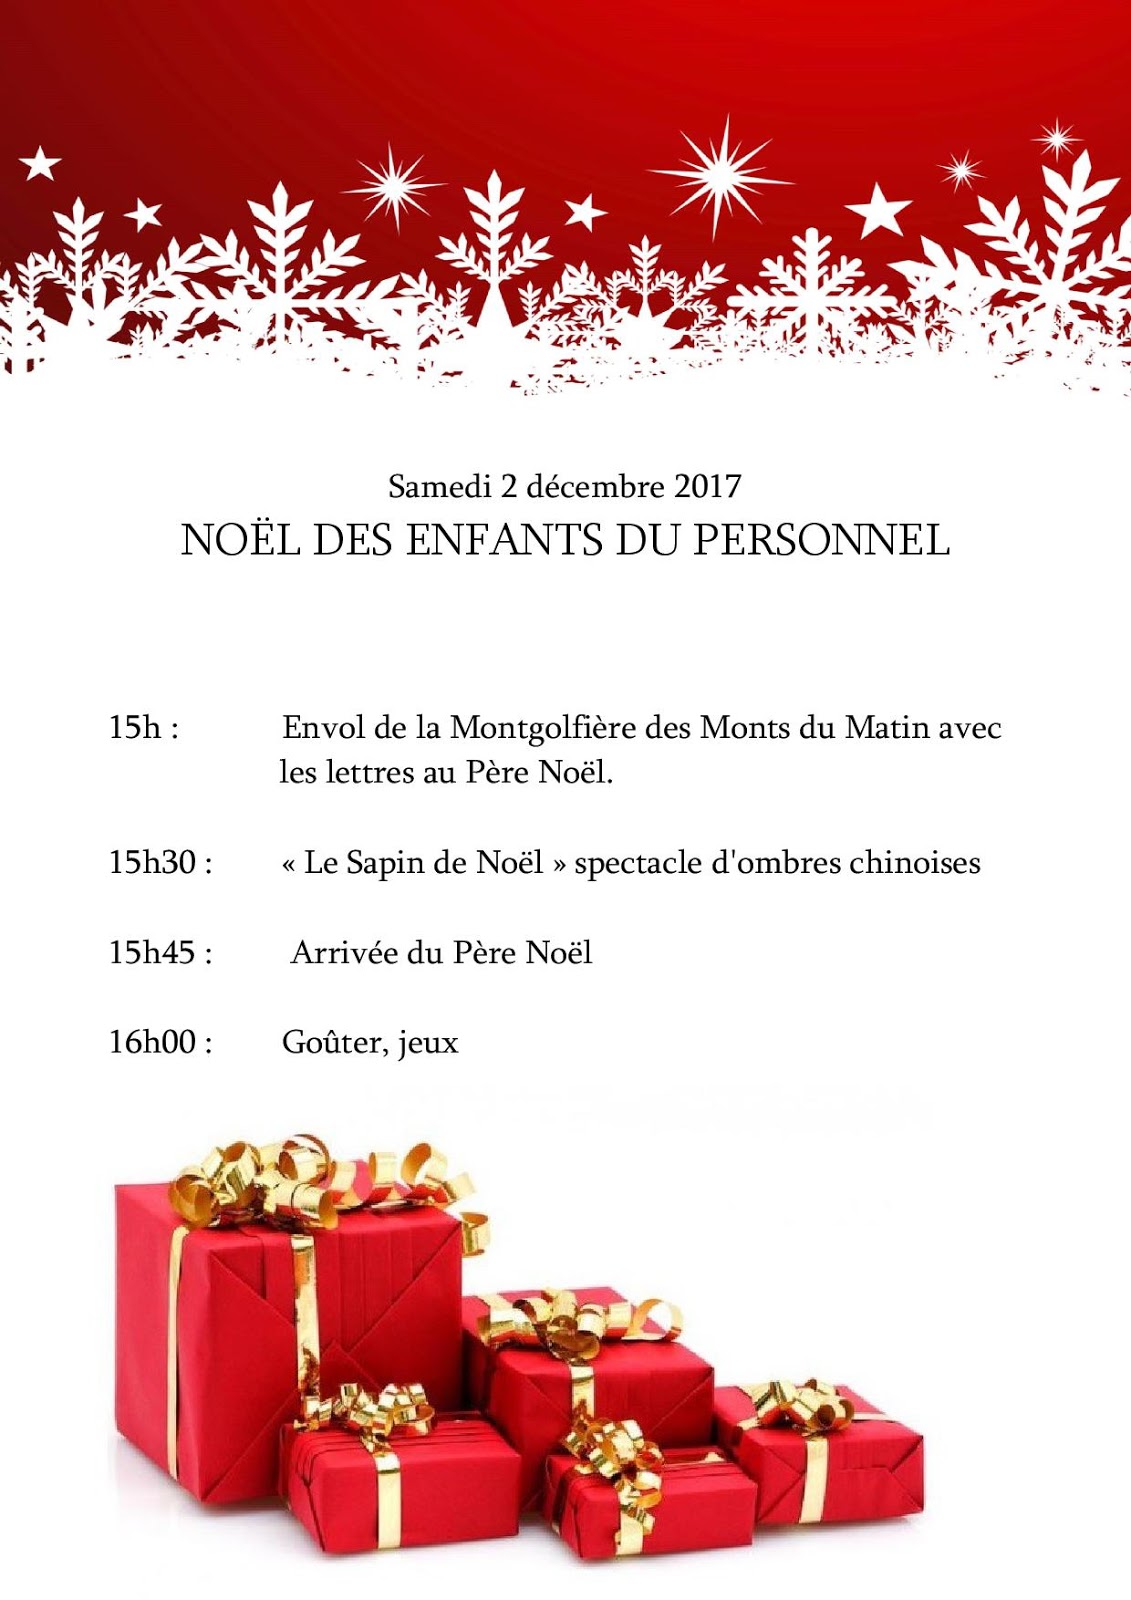 Samedi 2 décembre 2017
NOËL DES ENFANTS DU PERSONNEL
15h : Envol de la Montgolfière des Monts du Matin avec
les lettres au Père Noël.
15h30 : « Le Sapin de Noël » spectacle d'ombres chinoises
15h45 : Arrivée du Père Noël
16h00 : Goûter, jeux